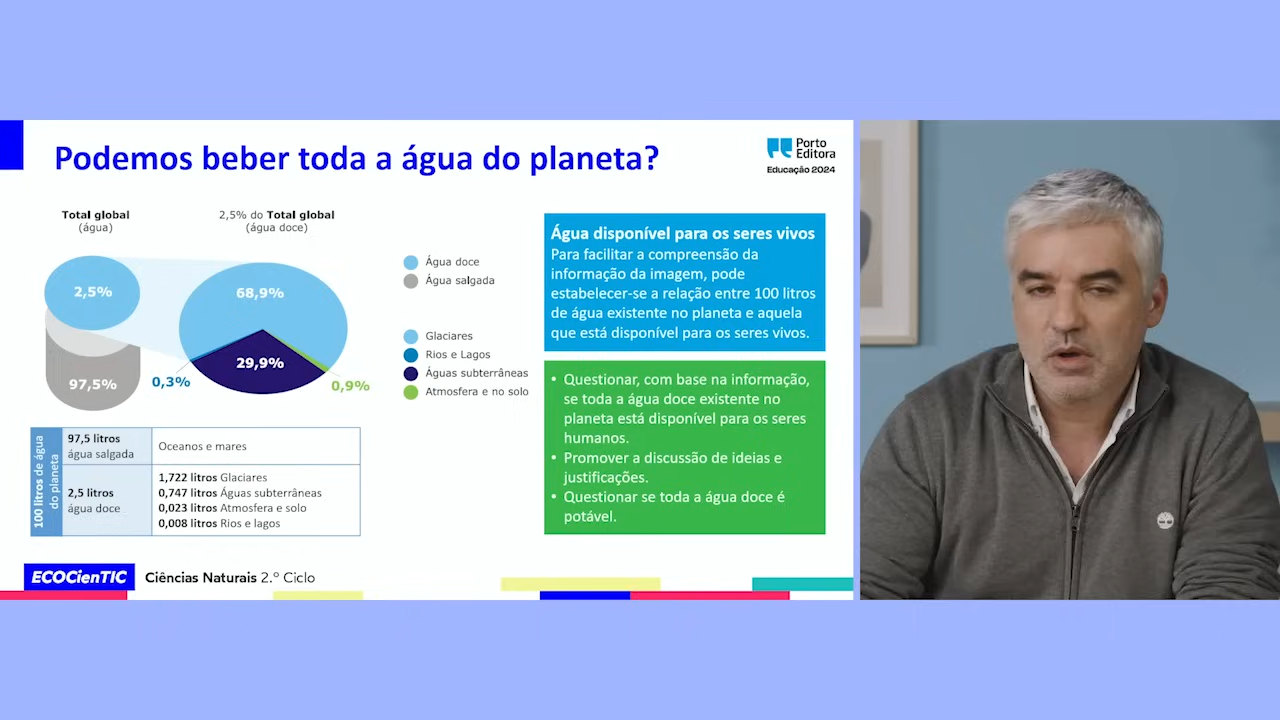 Podemos beber toda a água do planeta?
Porto
Editora
Educação 2024
Total global
(água)
2,5% do Total global
(água doce)
2,5%
97,5%
68,9%
29,9%
0,3%
0,9%
Água doce
Água salgada
Glaciares
Rios e Lagos
Águas subterrâneas
Atmosfera e no solo
100 litros de água
do planeta
97,5 litros
água salgada
Oceanos e mares
2,5 litros
água doce
1,722 litros Glaciares
0,747 litros Águas subterrâneas
0,023 litros Atmosfera e solo
0,008 litros Rios e lagos
Água disponível para os seres vivos
Para facilitar a compreensão da
informação da imagem, pode
estabelecer-se a relação entre 100 litros
de água existente no planeta e aquela
que está disponível para os seres vivos.
• Questionar, com base na informação,
se toda a água doce existente no
planeta está disponível para os seres
humanos.
• Promover a discussão de ideias e
justificações.
• Questionar se toda a água doce é
potável.
ECOCienTIC
Ciências Naturais 2.º Ciclo